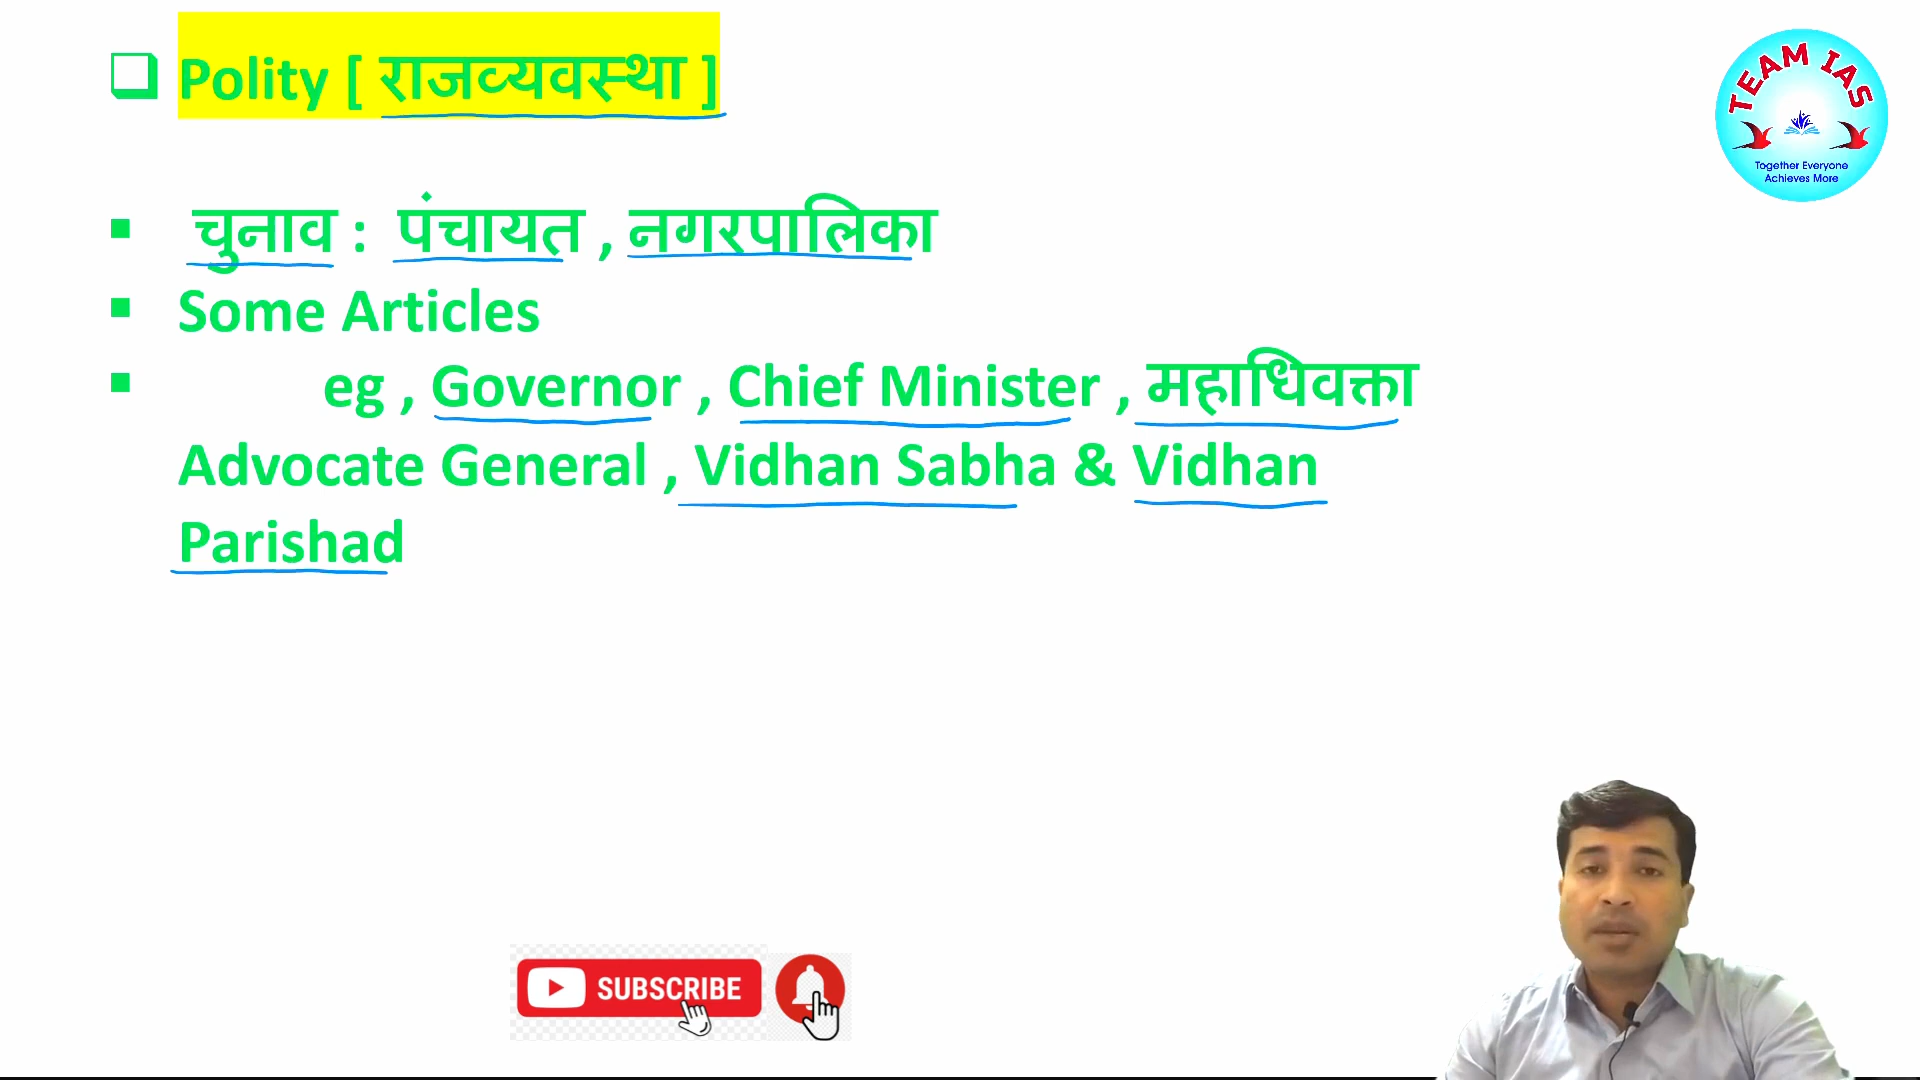 Polity [ राजव्यवस्था ]
TEAM IAS
Together Everyone
Achieves More
चुनाव : पंचायत , नगरपालिका
Some Articles
eg , Governor , Chief Minister , महाधिवक्ता
Advocate General , Vidhan Sabha & Vidhan
Parishad
SUBSCRIBE